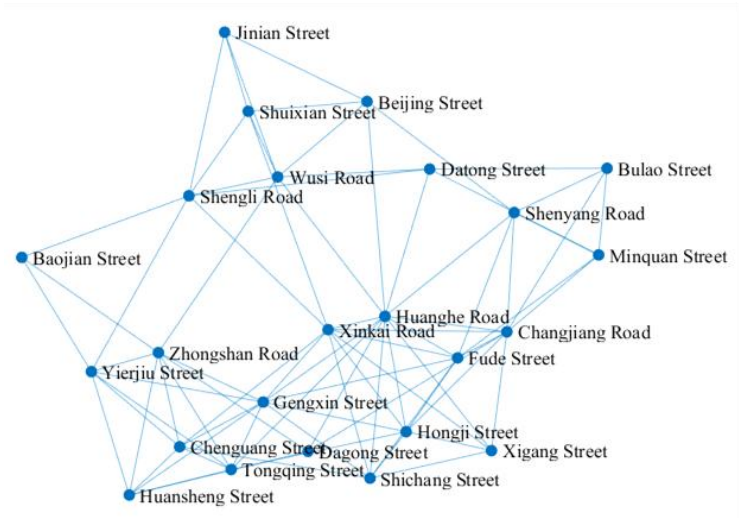 Jinian Street
Beijing Street
Shuixian Street
Datong Street
Bulao Street
Wusi Road
Shengli Road
Shenyang Road
Baojian Street
Minquan Street
Huanghe Road
Xinkai Road
Changjiang Road
Zhongshan Road
Fude Street
Yierjiu Street
Gengxin Street
Hongji Street
Chenguang Street
Dagong Street
Xigang Street
Tongqing Street
Shichang Street
Huansheng Street